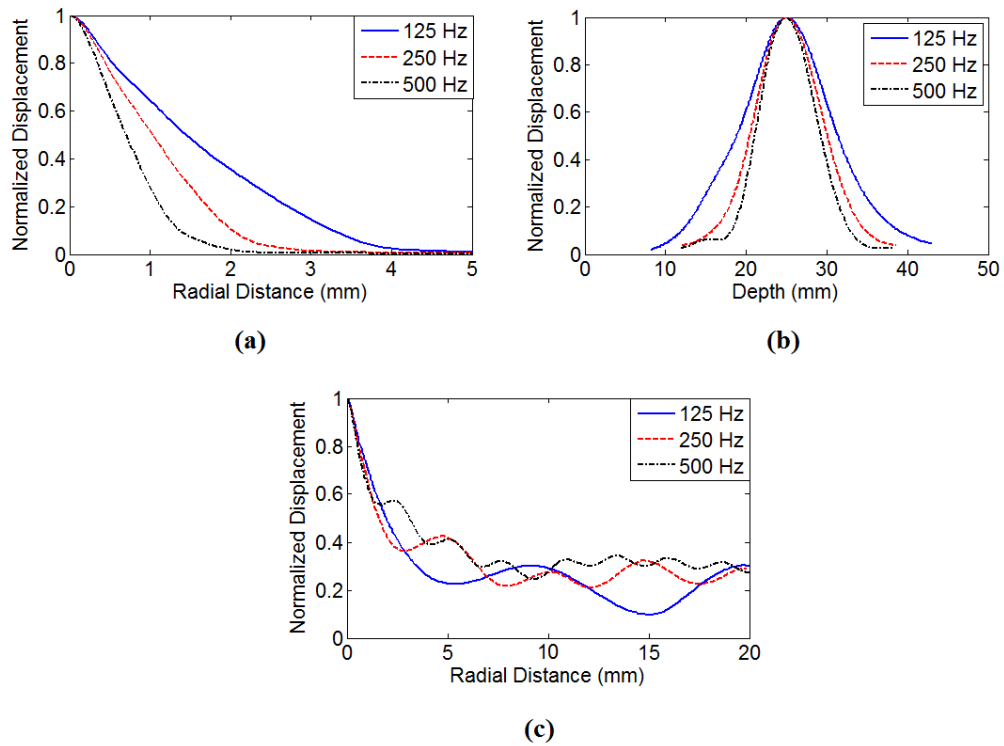 1
0.8
0.6
0.4
0.2
0
Normalized Displacement
0 1 2 3 4 5
Radial Distance (mm)
125 Hz
250 Hz
500 Hz
(a)
1
0.8
0.6
0.4
0.2
0
Normalized Displacement
0 10 20 30 40 50
Depth (mm)
125 Hz
250 Hz
500 Hz
(b)
1
0.8
0.6
0.4
0.2
0
Normalized Displacement
0 5 10 15 20
Radial Distance (mm)
125 Hz
250 Hz
500 Hz
(c)